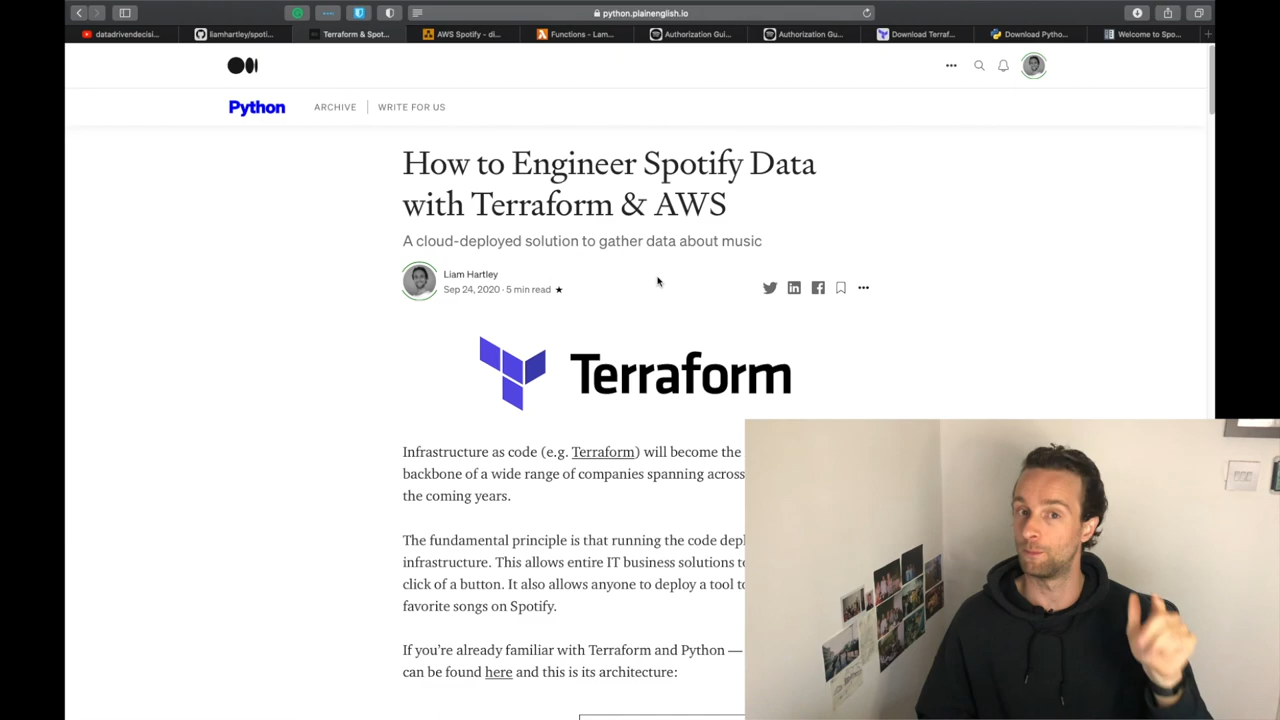 python.plainenglish.io
datadrivendecisi...
liamhartley/spoti...
Terraform & Spot...
AWS Spotify - di...
Functions - Lam...
Authorization Gui...
Authorization Gu...
Download Terraf...
Download Pytho...
Welcome to Spo...
Python
ARCHIVE
WRITE FOR US
How to Engineer Spotify Data
with Terraform & AWS
A cloud-deployed solution to gather data about music
Liam Hartley
Sep 24, 2020 · 5 min read ★
Terraform
Infrastructure as code (e.g. Terraform) will become the
backbone of a wide range of companies spanning across
the coming years.
The fundamental principle is that running the code depl
infrastructure. This allows entire IT business solutions to
click of a button. It also allows anyone to deploy a tool to
favorite songs on Spotify.
If you're already familiar with Terraform and Python —
can be found here and this is its architecture: